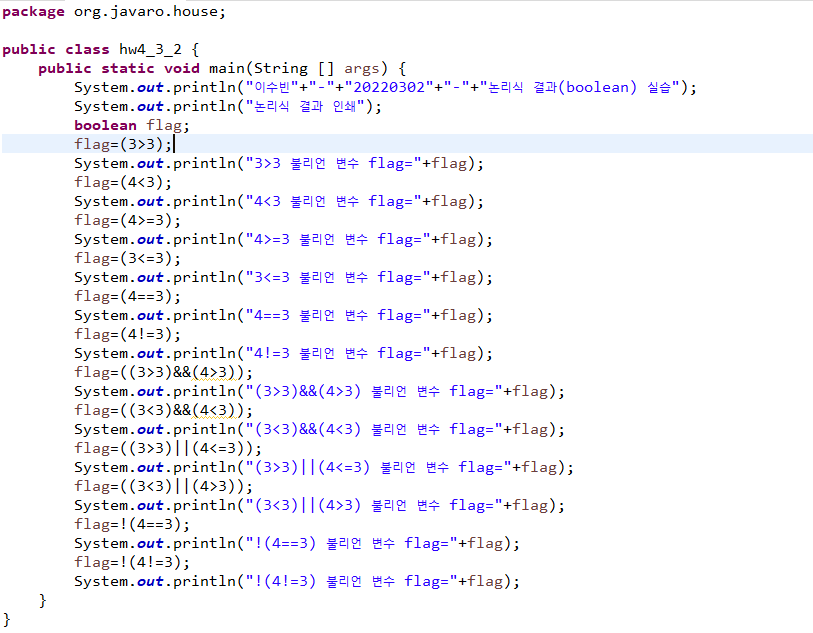 package org.javaro.house;
public class hw4_3_2 {
public static void main(String [] args) {
System.out.println("이수빈"+"-"+"20220302"+"-"+"논리식 결과(boolean) 실습");
System.out.println("논리식 결과 인쇄");
boolean flag;
flag=(3>3);
System.out.println("3>3 불리언 변수 flag="+flag);
flag=(4<3);
System.out.println("4<3 불리언 변수 flag="+flag);
flag=(4>=3);
System.out.println("4>=3 불리언 변수 flag="+flag);
flag=(3<=3);
System.out.println("3<=3 불리언 변수 flag="+flag);
flag=(4==3);
System.out.println("4==3 불리언 변수 flag="+flag);
flag=(4!=3);
System.out.println("4!=3 불리언 변수 flag="+flag);
flag=((3>3)&&(4>3));
System.out.println("(3>3)&&(4>3) 불리언 변수 flag="+flag);
flag=((3<3)&&(4<3));
System.out.println("(3<3)&&(4<3) 불리언 변수 flag="+flag);
flag=((3>3)||(4<=3));
System.out.println("(3>3)||(4<=3) 불리언 변수 flag="+flag);
flag=((3<3)||(4>3));
System.out.println("(3<3)||(4>3) 불리언 변수 flag="+flag);
flag=!(4==3);
System.out.println("!(4==3) 불리언 변수 flag="+flag);
flag=!(4!=3);
System.out.println("!(4!=3) 불리언 변수 flag="+flag);
}
}